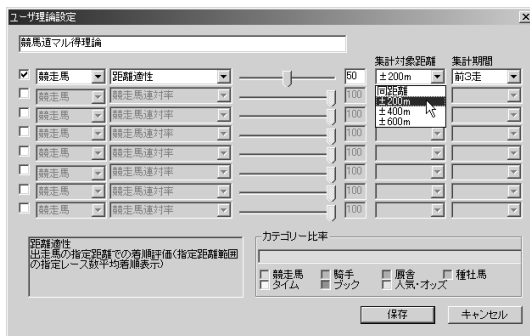 ユーザ理論設定
競馬道マル得理論
集計対象距離 集計期間
競走馬 距離適性 50 ±200m 前3走
競走馬 競走馬連対率 100
競走馬 競走馬連対率 100
競走馬 競走馬連対率 100
競走馬 競走馬連対率 100
競走馬 競走馬連対率 100
競走馬 競走馬連対率 100
競走馬 競走馬連対率 100
同距離
±200m
±400m
±600m
距離適性
出走馬の指定距離での着順評価(指定距離範囲
の指定レース数平均着順表示)
カテゴリー比率
競走馬 騎手 厩舎 種牡馬
タイム ブック 人気・オッズ
保存 キャンセル